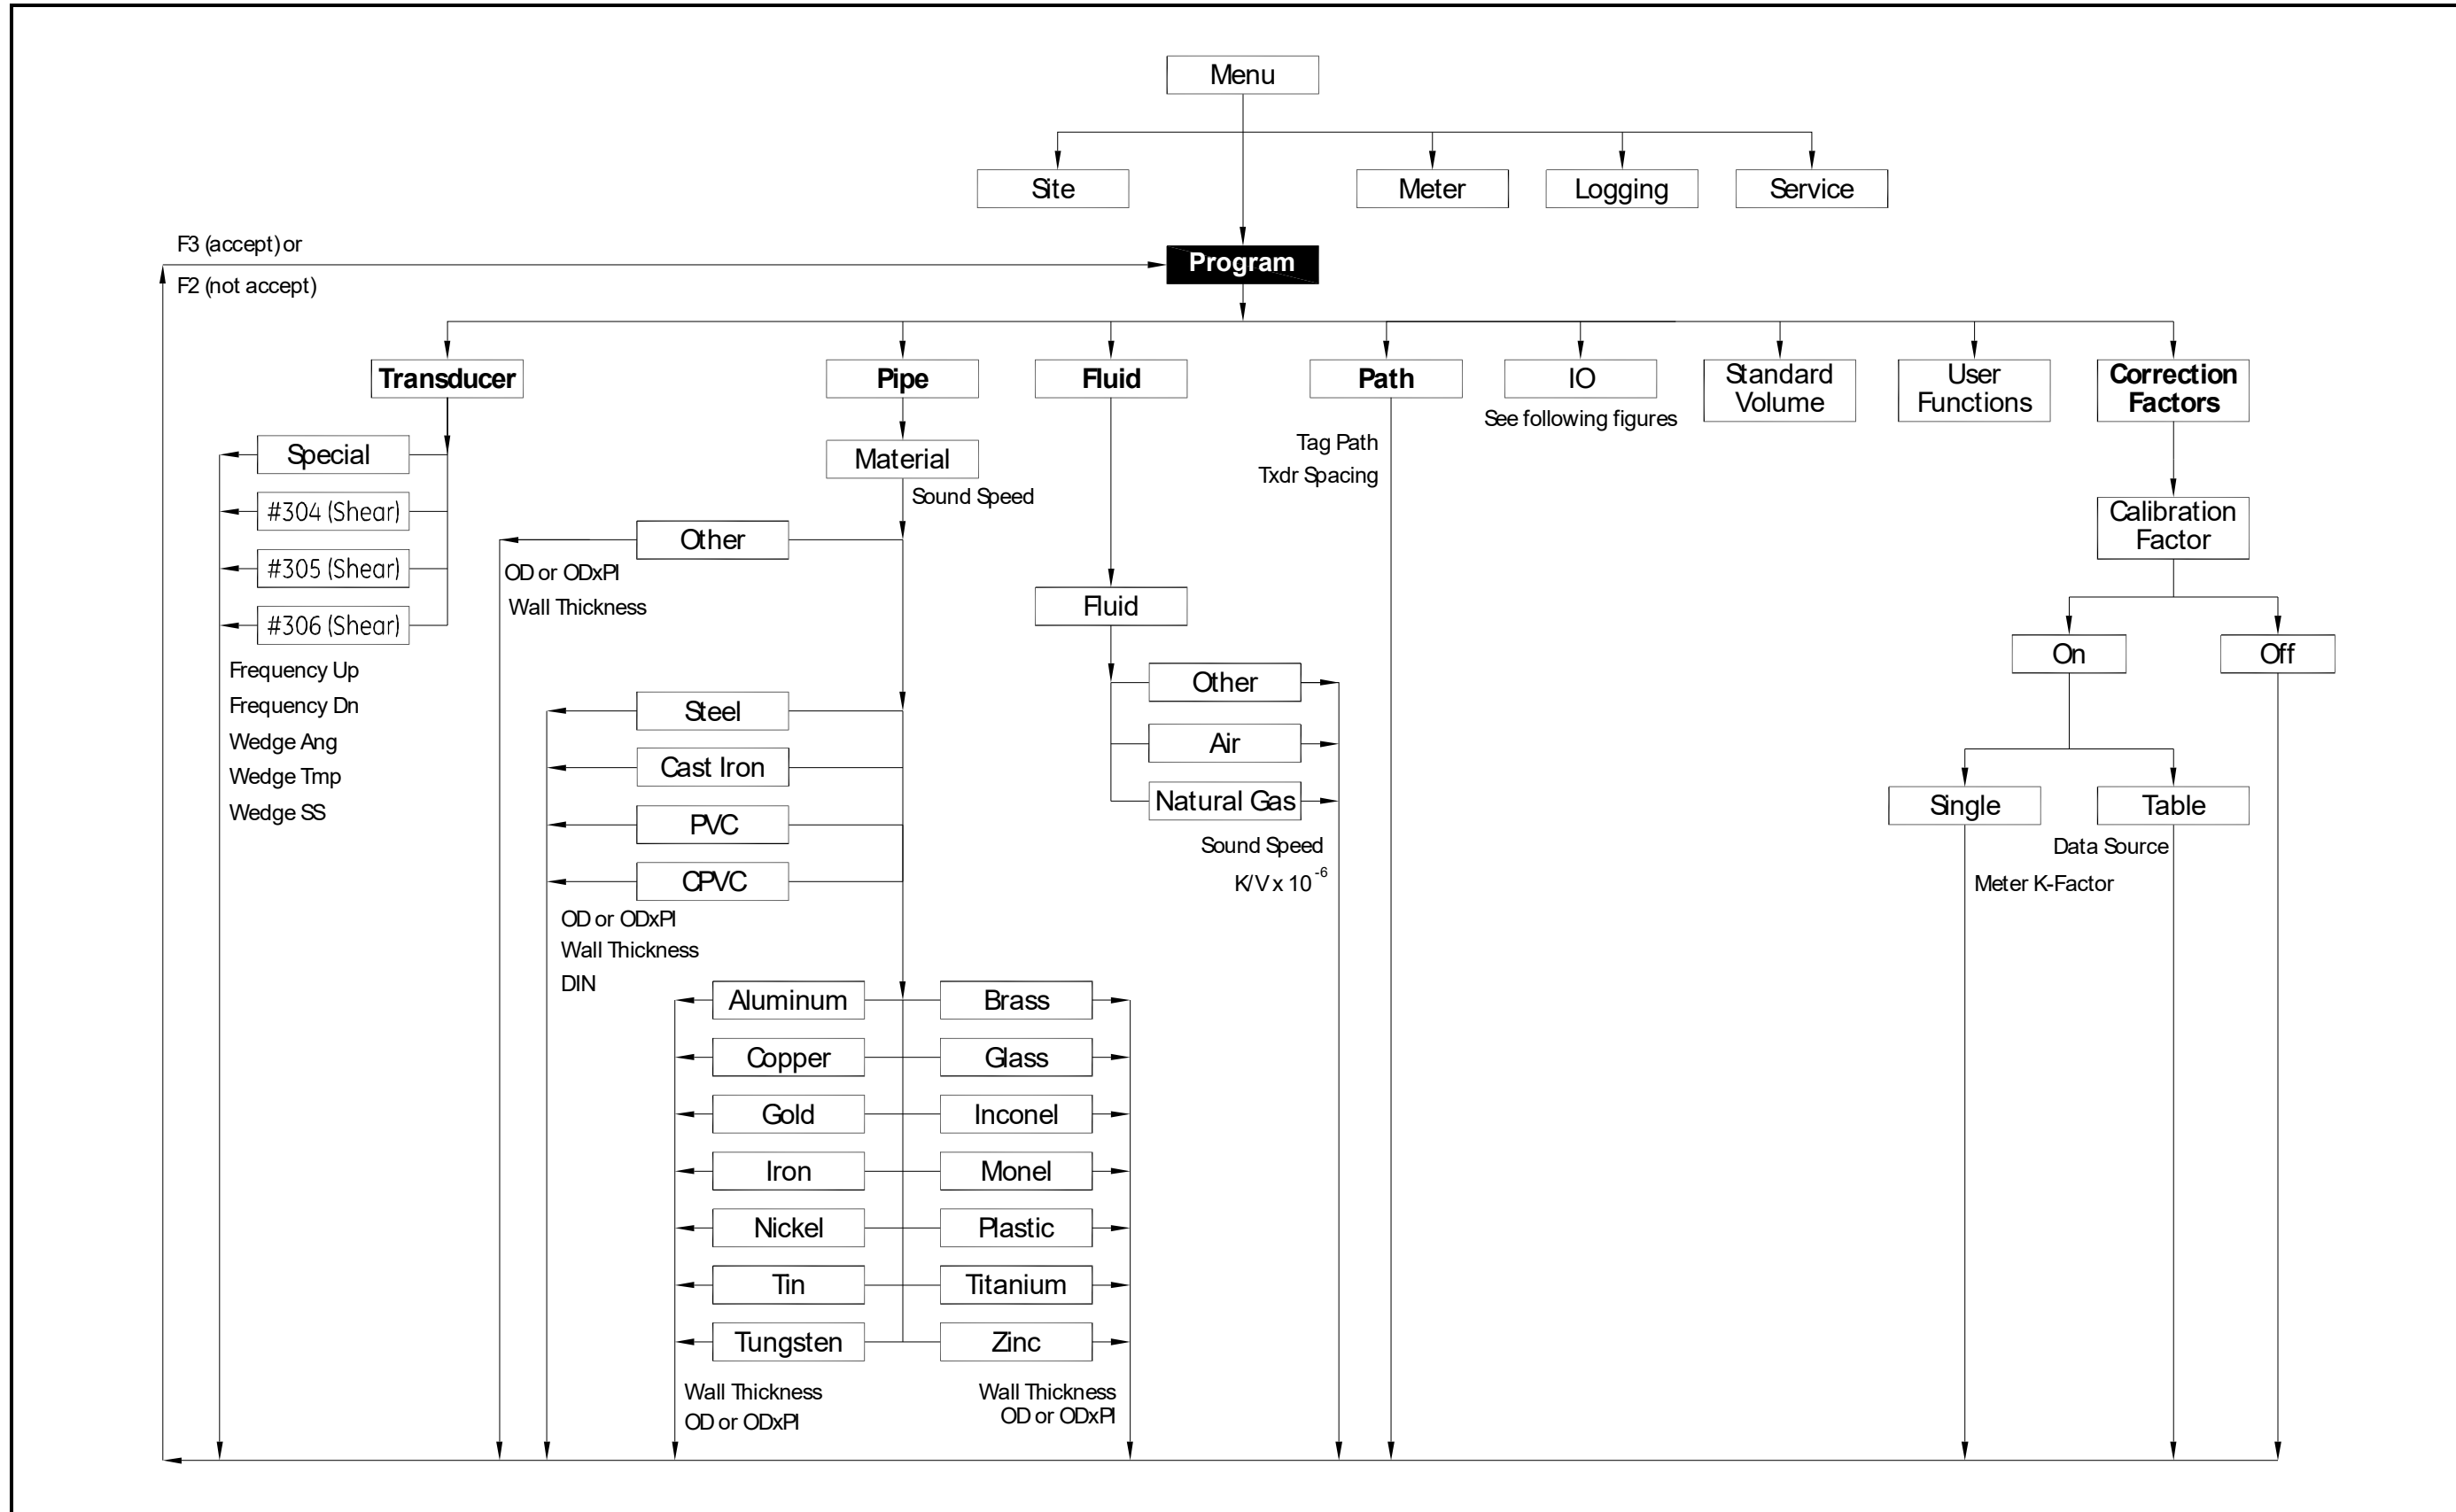 Menu
Site
Meter
Logging
Service
F3 (accept) or
F2 (not accept)
Program
Transducer
Pipe
Fluid
Path
IO
See following figures
Standard
Volume
User
Functions
Correction
Factors
Special
#304 (Shear)
#305 (Shear)
#306 (Shear)
Frequency Up
Frequency Dn
Wedge Ang
Wedge Tmp
Wedge SS
Material
Sound Speed
Other
OD or ODxPI
Wall Thickness
Steel
Cast Iron
PVC
CPVC
OD or ODxPI
Wall Thickness
DIN
Aluminum
Brass
Copper
Glass
Gold
Inconel
Iron
Monel
Nickel
Plastic
Tin
Titanium
Tungsten
Zinc
Wall Thickness
OD or ODxPI
Wall Thickness
OD or ODxPI
Fluid
Other
Air
Natural Gas
Sound Speed
K/V x 10⁻⁶
Tag Path
Txdr Spacing
Calibration
Factor
On
Off
Single
Table
Data Source
Meter K-Factor